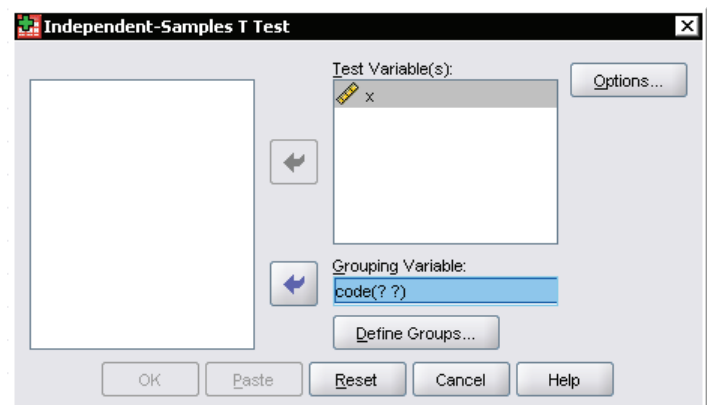 Independent-Samples T Test
Test Variable(s):
x
Options...
Grouping Variable:
code(? ?)
Define Groups...
OK
Paste
Reset
Cancel
Help